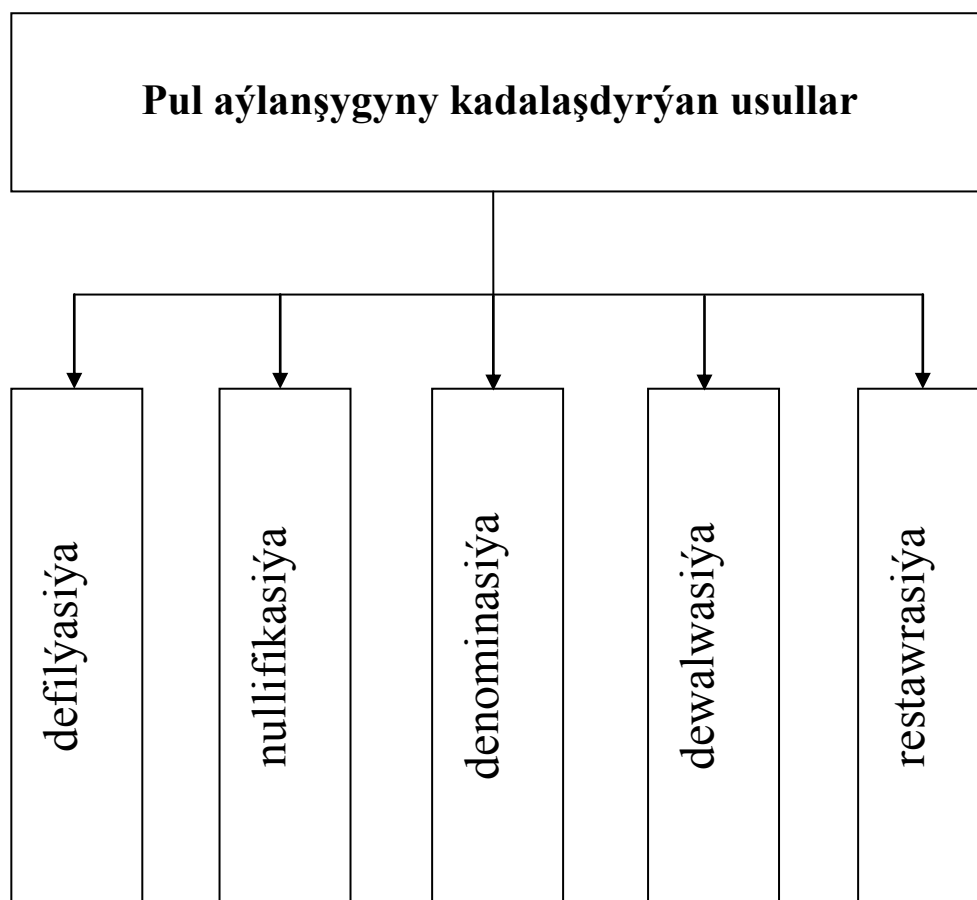 Pul aýlanşygyny kadalaşdyrýan usullar
defilýasiýa
nullifikasiýa
denominasiýa
dewalwasiýa
restawrasiýa